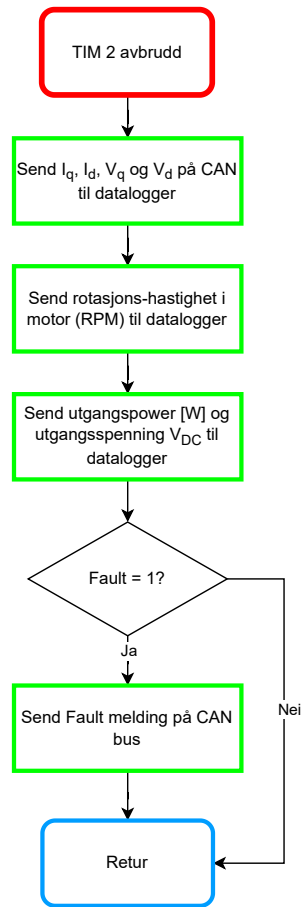 TIM 2 avbrudd
Send Iq, Id, Vq og Vd på CAN
til datalogger
Send rotasjons-hastighet i
motor (RPM) til datalogger
Send utgangspower [W] og
utgangsspenning VDC til
datalogger
Fault = 1?
Ja
Nei
Send Fault melding på CAN
bus
Retur